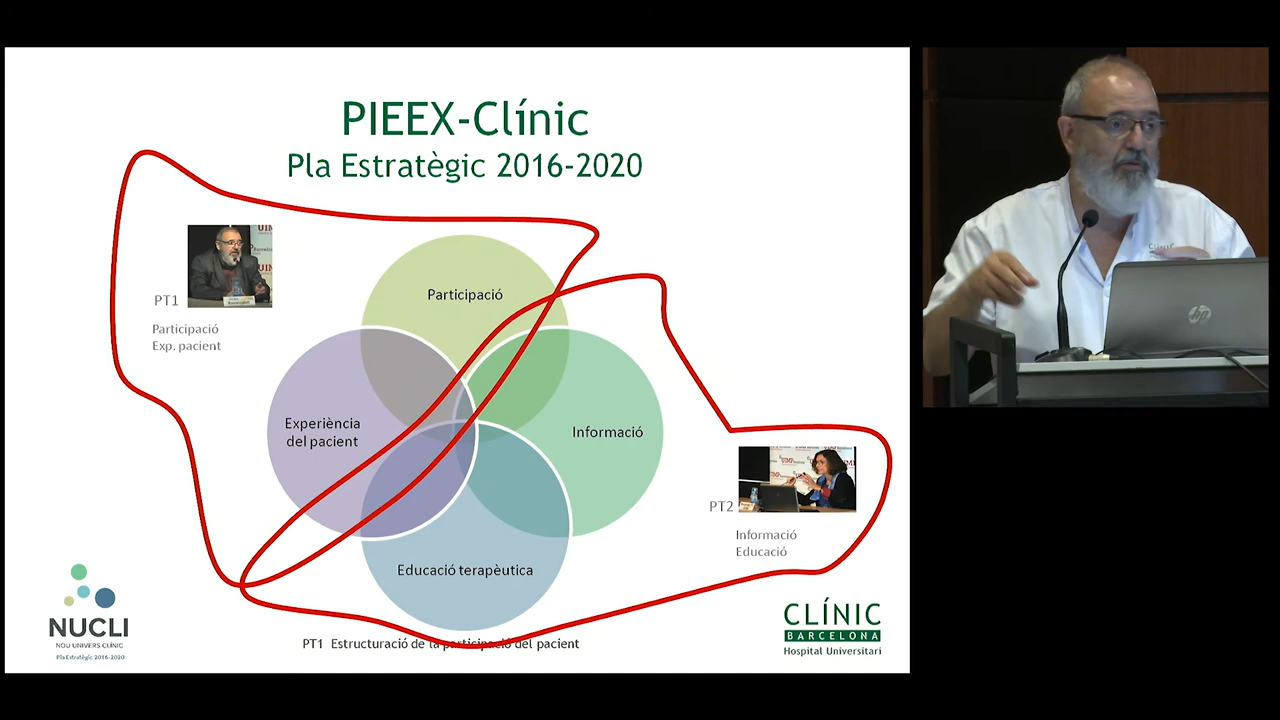 PIEEX-Clínic
Pla Estratègic 2016-2020
PT1
Participació
Exp. pacient
Participació
Experiència
del pacient
Informació
Educació terapèutica
PT2
Informació
Educació
PT1 Estructuració de la participació del pacient
NUCLI
NOU UNIVERS CLÍNIC
Pla Estratègic 2016-2020
CLÍNIC
BARCELONA
Hospital Universitari
hp